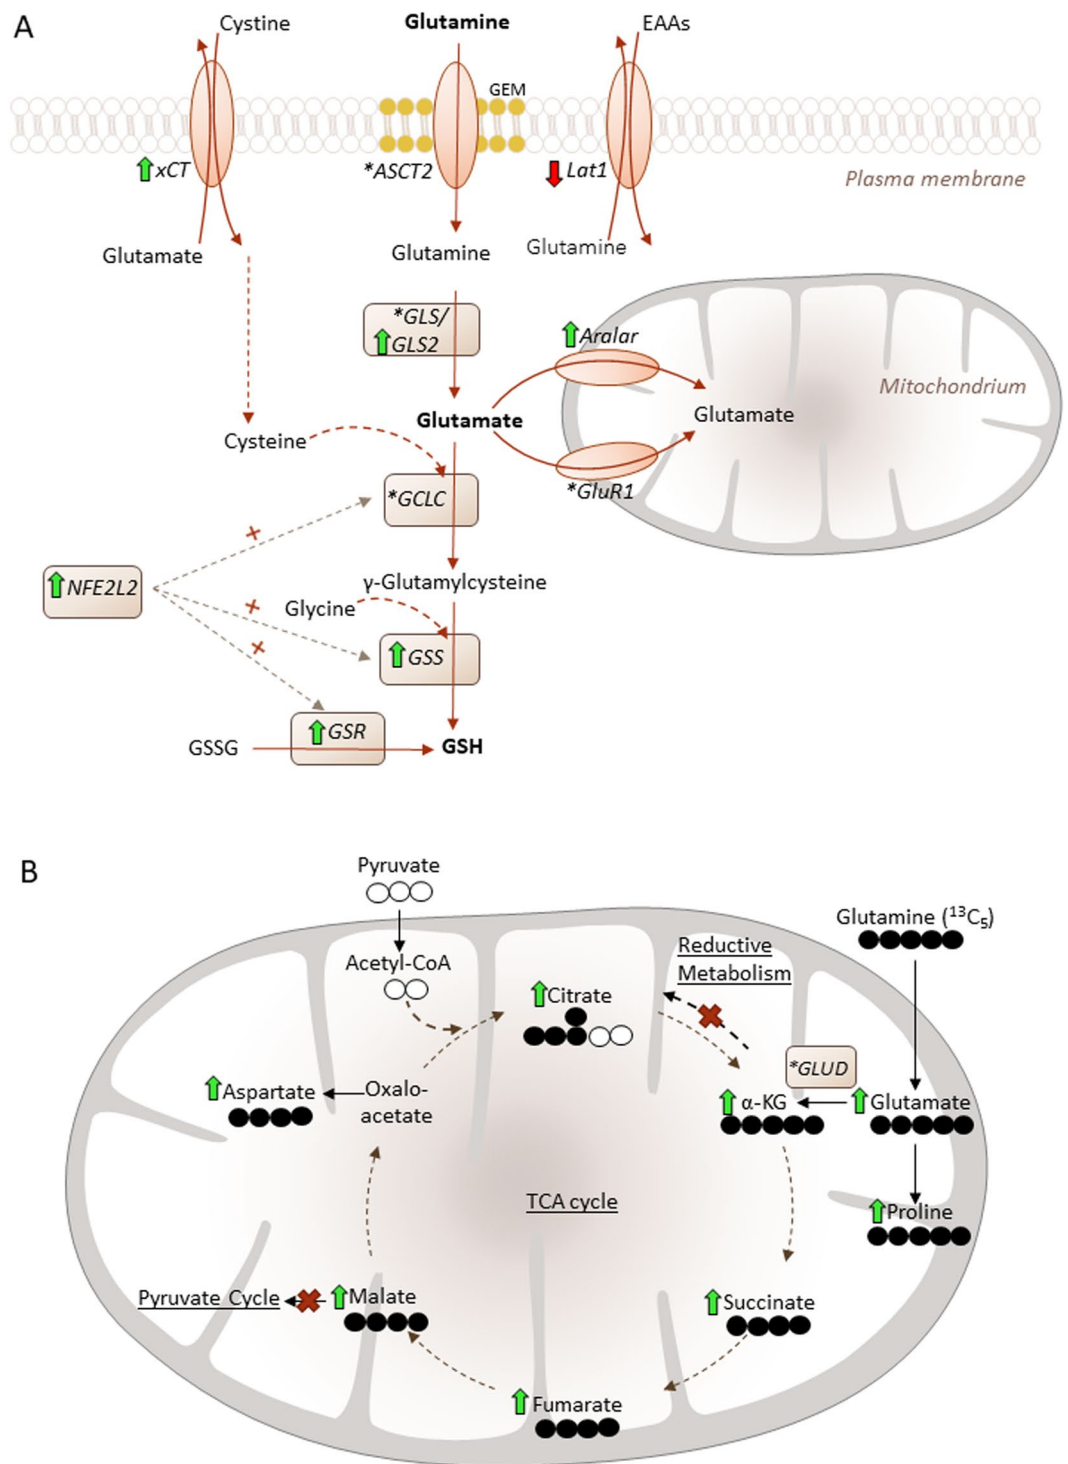 A
Cystine
Glutamine
EAAs
GEM
xCT
*ASCT2
Lat1
Plasma membrane
Glutamate
Glutamine
Glutamine
*GLS/
GLS2
Aralar
Mitochondrium
Glutamate
Glutamate
Cysteine
*GCLC
*GluR1
NFE2L2
γ-Glutamylcysteine
Glycine
GSS
GSR
GSSG
GSH
B
Pyruvate
Glutamine (¹³C₅)
Acetyl-CoA
Reductive
Metabolism
Citrate
*GLUD
Aspartate
Oxalo-
acetate
α-KG
Glutamate
TCA cycle
Proline
Pyruvate Cycle
Malate
Succinate
Fumarate